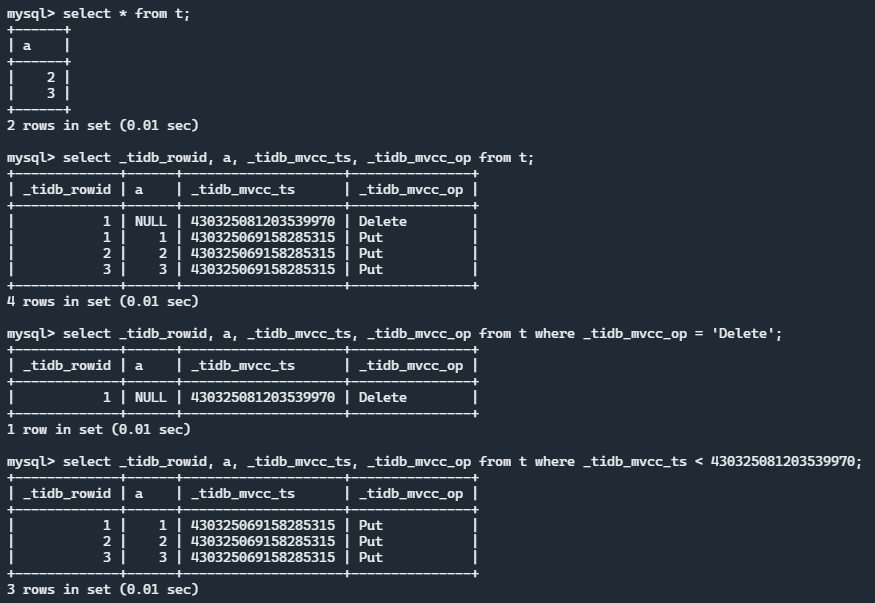 mysql> select * from t;
+------+
| a    |
+------+
|    2 |
|    3 |
+------+
2 rows in set (0.01 sec)

mysql> select _tidb_rowid, a, _tidb_mvcc_ts, _tidb_mvcc_op from t;
+-------------+------+--------------------+---------------+
| _tidb_rowid | a    | _tidb_mvcc_ts      | _tidb_mvcc_op |
+-------------+------+--------------------+---------------+
|           1 | NULL | 430325081203539970 | Delete        |
|           1 |    1 | 430325069158285315 | Put           |
|           2 |    2 | 430325069158285315 | Put           |
|           3 |    3 | 430325069158285315 | Put           |
+-------------+------+--------------------+---------------+
4 rows in set (0.01 sec)

mysql> select _tidb_rowid, a, _tidb_mvcc_ts, _tidb_mvcc_op from t where _tidb_mvcc_op = 'Delete';
+-------------+------+--------------------+---------------+
| _tidb_rowid | a    | _tidb_mvcc_ts      | _tidb_mvcc_op |
+-------------+------+--------------------+---------------+
|           1 | NULL | 430325081203539970 | Delete        |
+-------------+------+--------------------+---------------+
1 row in set (0.01 sec)

mysql> select _tidb_rowid, a, _tidb_mvcc_ts, _tidb_mvcc_op from t where _tidb_mvcc_ts < 430325081203539970;
+-------------+------+--------------------+---------------+
| _tidb_rowid | a    | _tidb_mvcc_ts      | _tidb_mvcc_op |
+-------------+------+--------------------+---------------+
|           1 |    1 | 430325069158285315 | Put           |
|           2 |    2 | 430325069158285315 | Put           |
|           3 |    3 | 430325069158285315 | Put           |
+-------------+------+--------------------+---------------+
3 rows in set (0.01 sec)